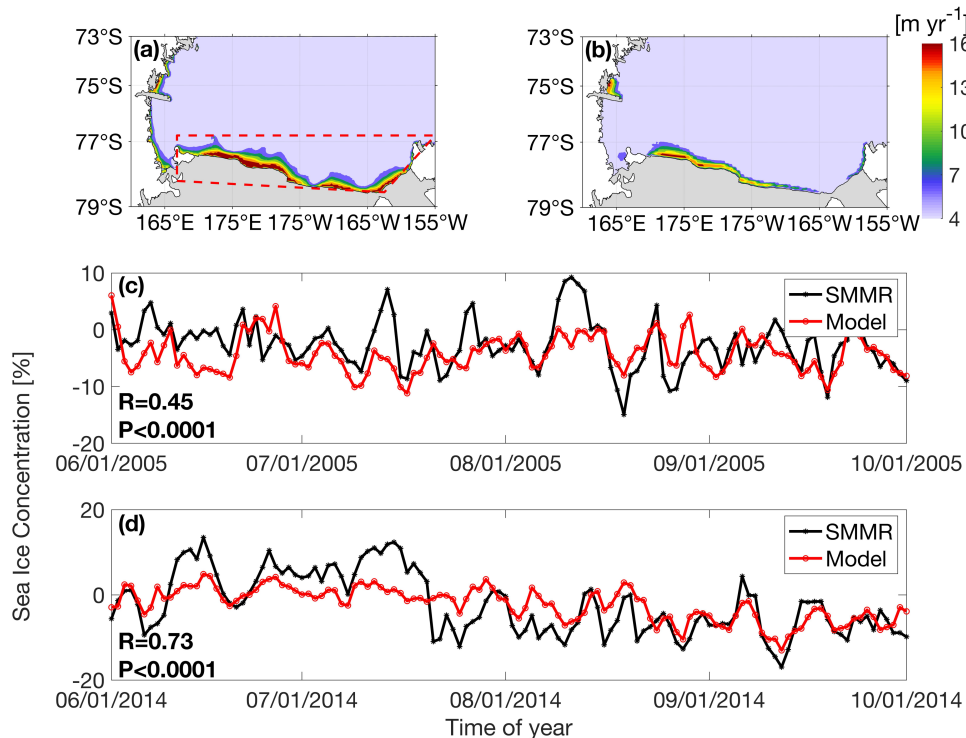 [m yr-1]
73°S (a)
75°S
77°S
79°S
165°E 175°E 175°W 165°W 155°W
73°S (b)
75°S
77°S
79°S
165°E 175°E 175°W 165°W 155°W
16
13
10
7
4
Sea Ice Concentration [%]
10
0
-10
-20
(c)
SMMR
Model
R=0.45
P<0.0001
06/01/2005 07/01/2005 08/01/2005 09/01/2005 10/01/2005
20
0
-20
(d)
SMMR
Model
R=0.73
P<0.0001
06/01/2014 07/01/2014 08/01/2014 09/01/2014 10/01/2014
Time of year